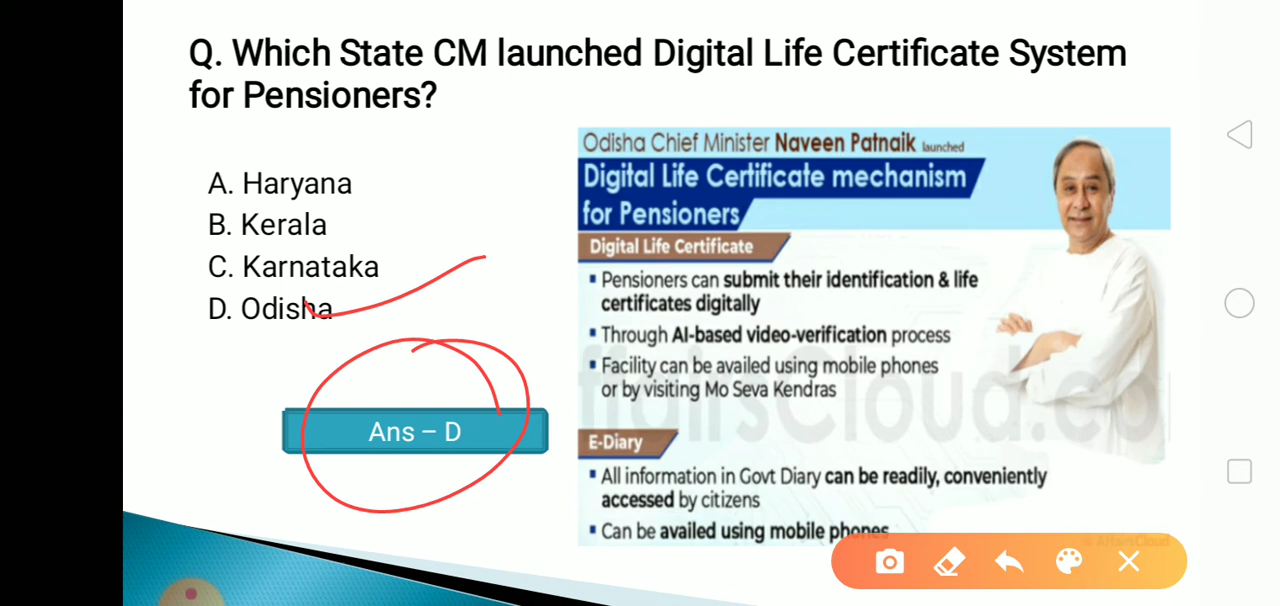 Q. Which State CM launched Digital Life Certificate System
for Pensioners?
A. Haryana
B. Kerala
C. Karnataka
D. Odisha
Ans – D
Odisha Chief Minister Naveen Patnaik launched
Digital Life Certificate mechanism
for Pensioners
Digital Life Certificate
▪ Pensioners can submit their identification & life
certificates digitally
▪ Through AI-based video-verification process
▪ Facility can be availed using mobile phones
or by visiting Mo Seva Kendras
E-Diary
▪ All information in Govt Diary can be readily, conveniently
accessed by citizens
▪ Can be availed using mobile phones
AffairsCloud